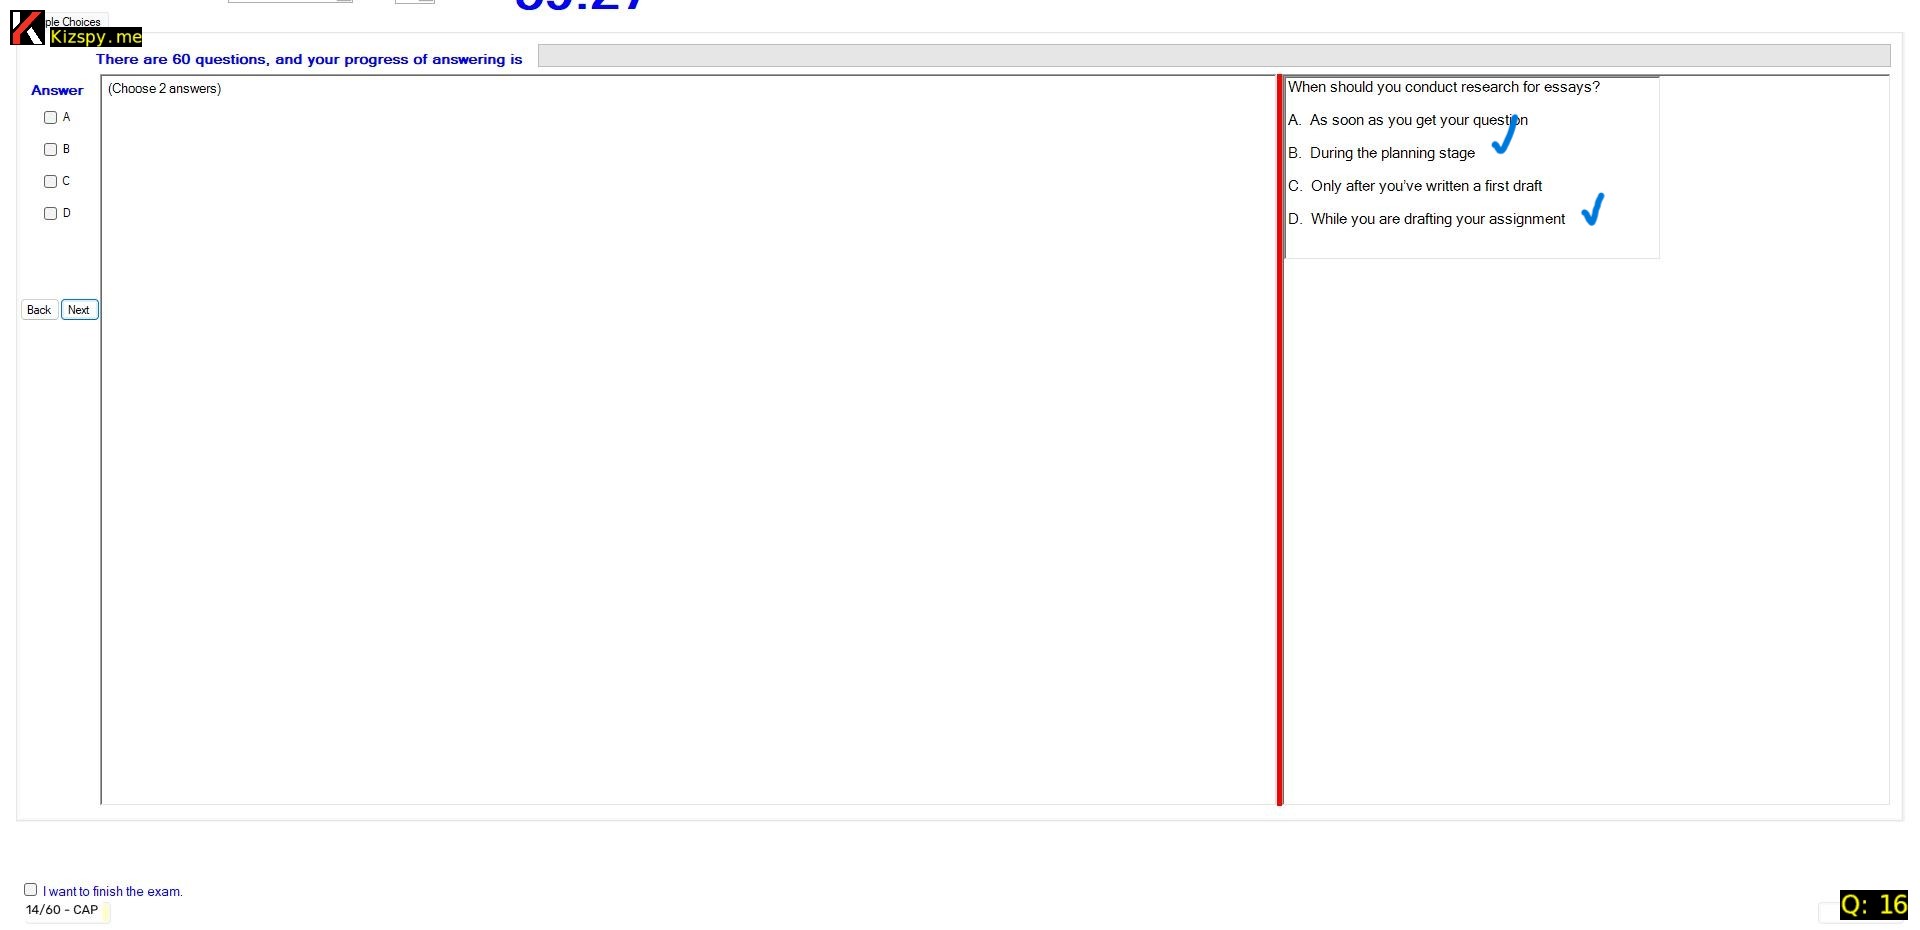 ple Choices
Kizspy.me
There are 60 questions, and your progress of answering is
Answer
(Choose 2 answers)
A
B
C
D
Back Next
When should you conduct research for essays?
A. As soon as you get your question
B. During the planning stage
C. Only after you've written a first draft
D. While you are drafting your assignment
I want to finish the exam.
14/60 - CAP
Q: 16